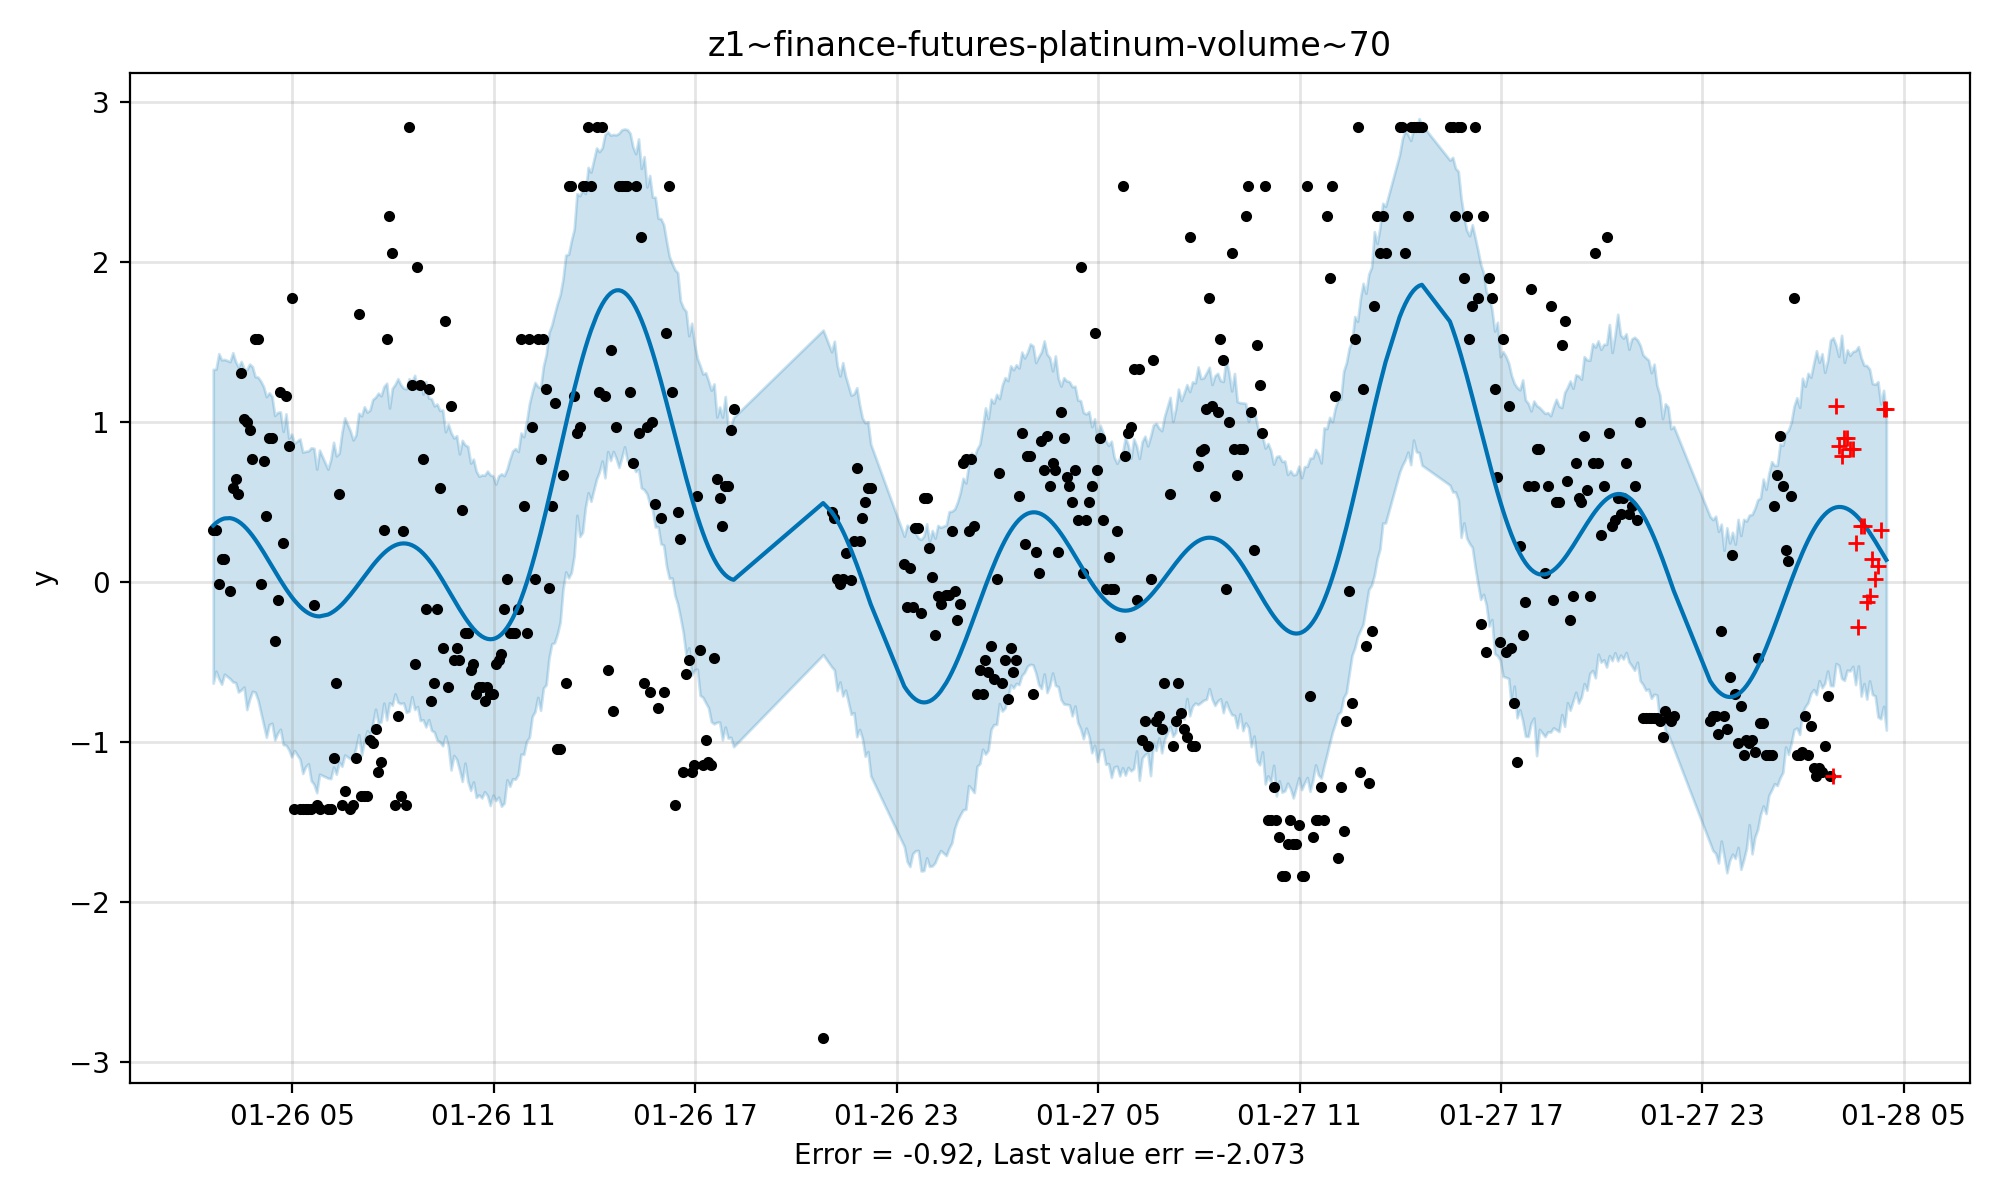 z1~finance-futures-platinum-volume~70
3
2
1
0
−1
−2
−3
y
01-26 05 01-26 11 01-26 17 01-26 23 01-27 05 01-27 11 01-27 17 01-27 23 01-28 05
Error = -0.92, Last value err =-2.073